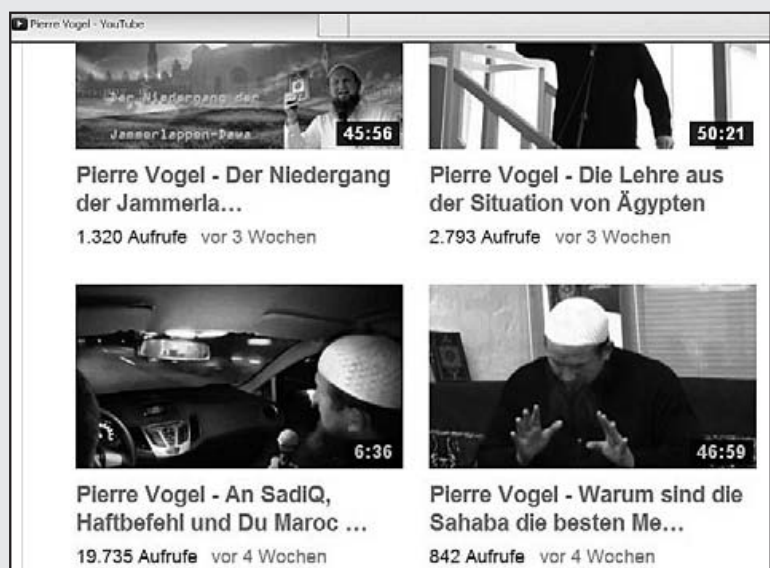 Pierre Vogel - YouTube
Der Niedergang der
Jammerlappen-Dawa
45:56
50:21
Pierre Vogel - Der Niedergang
der Jammerla...
1.320 Aufrufe vor 3 Wochen
Pierre Vogel - Die Lehre aus
der Situation von Ägypten
2.793 Aufrufe vor 3 Wochen
6:36
46:59
Pierre Vogel - An SadiQ,
Haftbefehl und Du Maroc ...
19.735 Aufrufe vor 4 Wochen
Pierre Vogel - Warum sind die
Sahaba die besten Me...
842 Aufrufe vor 4 Wochen